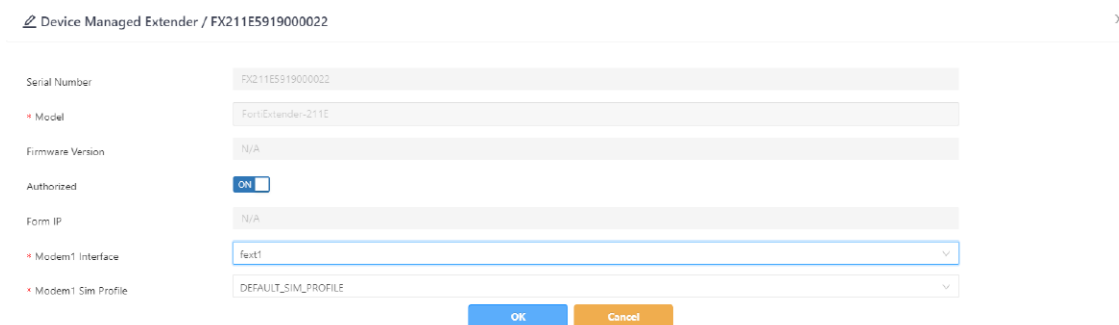 Device Managed Extender / FX211E5919000022
Serial Number FX211E5919000022
* Model FortiExtender-211E
Firmware Version N/A
Authorized ON
Form IP N/A
* Modem1 Interface fext1
* Modem1 Sim Profile DEFAULT_SIM_PROFILE
OK Cancel